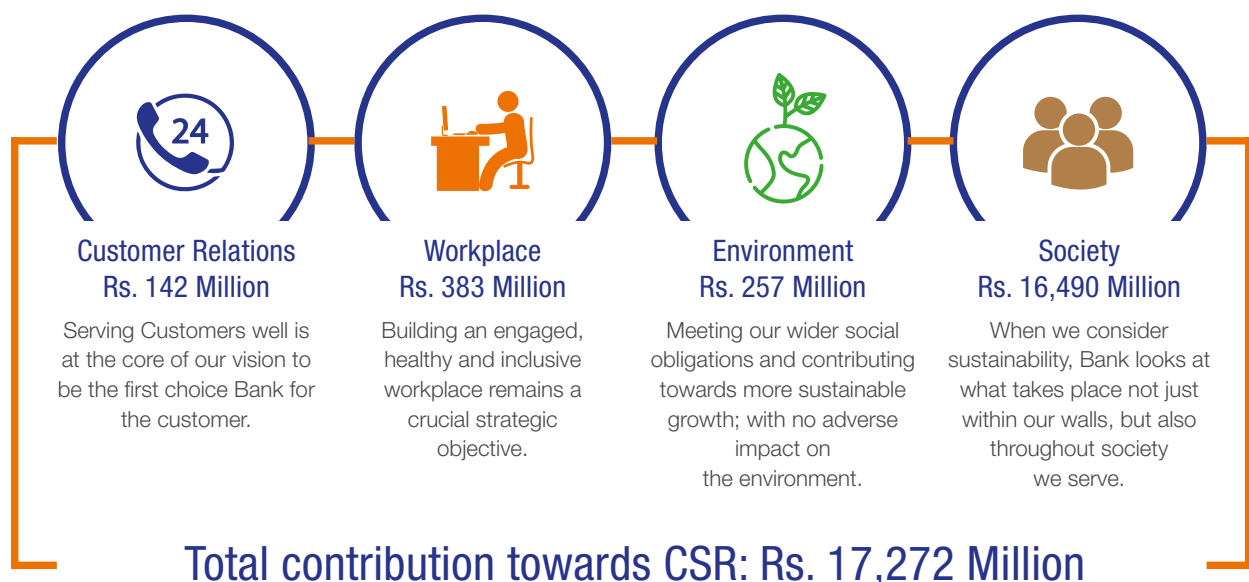 24
Customer Relations
Rs. 142 Million
Serving Customers well is
at the core of our vision to
be the first choice Bank for
the customer.
Workplace
Rs. 383 Million
Building an engaged,
healthy and inclusive
workplace remains a
crucial strategic
objective.
Environment
Rs. 257 Million
Meeting our wider social
obligations and contributing
towards more sustainable
growth; with no adverse
impact on
the environment.
Society
Rs. 16,490 Million
When we consider
sustainability, Bank looks at
what takes place not just
within our walls, but also
throughout society
we serve.
Total contribution towards CSR: Rs. 17,272 Million